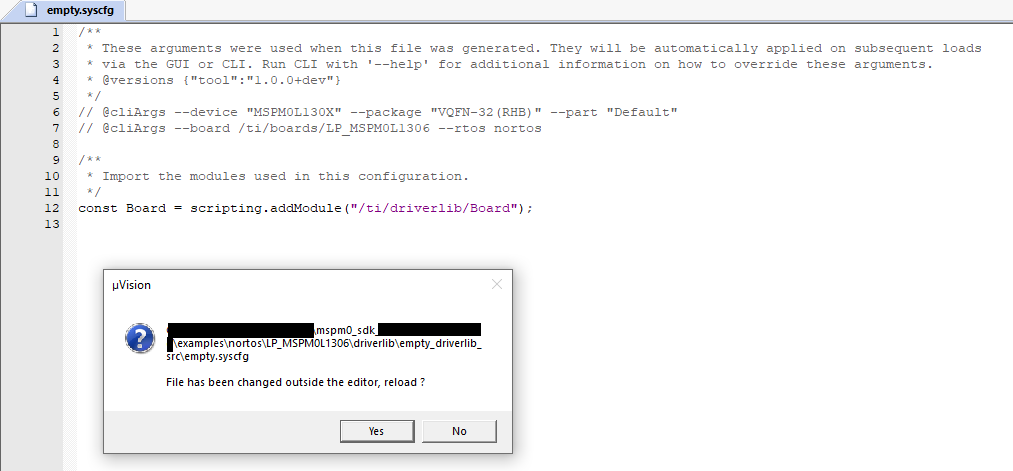 empty.syscfg
1 /**
2 * These arguments were used when this file was generated. They will be automatically applied on subsequent loads
3 * via the GUI or CLI. Run CLI with '--help' for additional information on how to override these arguments.
4 * @versions {"tool":"1.0.0+dev"}
5 */
6 // @cliArgs --device "MSPM0L130X" --package "VQFN-32(RHB)" --part "Default"
7 // @cliArgs --board /ti/boards/LP_MSPM0L1306 --rtos nortos
8
9 /**
10 * Import the modules used in this configuration.
11 */
12 const Board = scripting.addModule("/ti/driverlib/Board");
13
µVision
\mspm0_sdk_
\examples\nortos\LP_MSPM0L1306\driverlib\empty_driverlib_
src\empty.syscfg
File has been changed outside the editor, reload ?
Yes No